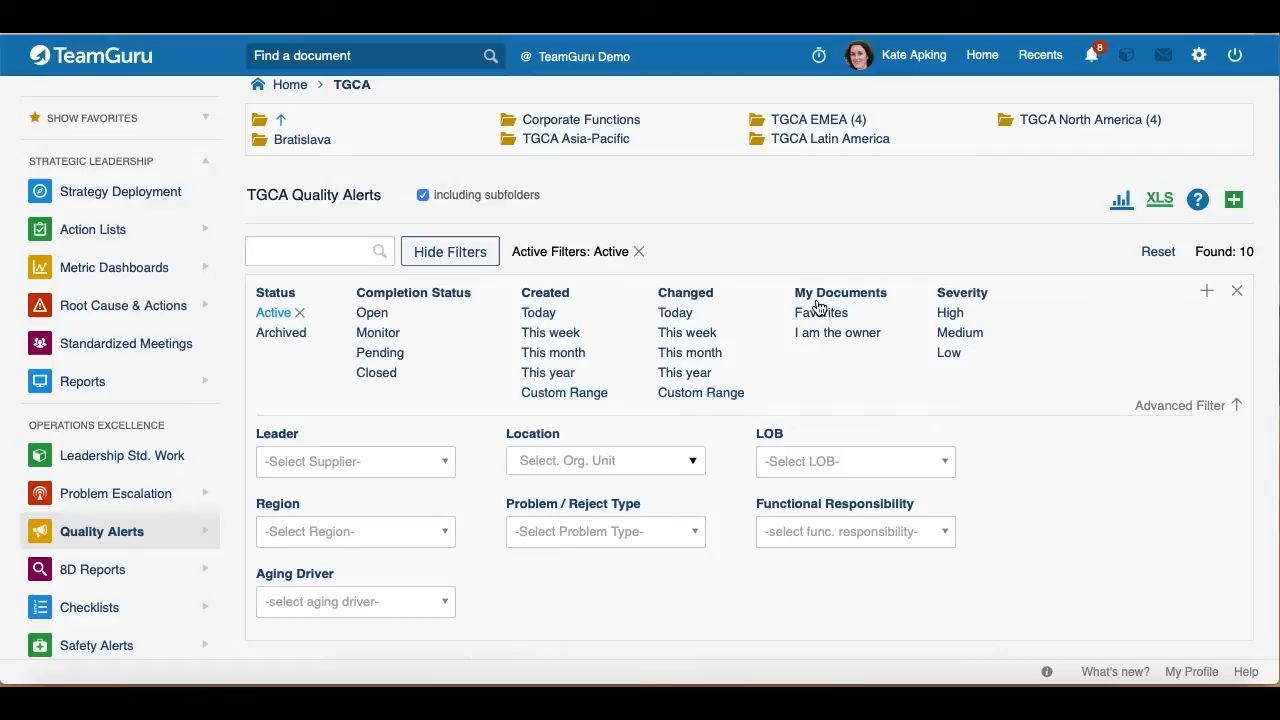 TeamGuru
Find a document
@ TeamGuru Demo
Kate Apking
Home
Recents
8
Home > TGCA
SHOW FAVORITES
↑
Corporate Functions
TGCA EMEA (4)
TGCA North America (4)
Bratislava
TGCA Asia-Pacific
TGCA Latin America
STRATEGIC LEADERSHIP
Strategy Deployment
Action Lists
Metric Dashboards
Root Cause & Actions
Standardized Meetings
Reports
OPERATIONS EXCELLENCE
Leadership Std. Work
Problem Escalation
Quality Alerts
8D Reports
Checklists
Safety Alerts
TGCA Quality Alerts
including subfolders
XLS
?
Hide Filters
Active Filters: Active
Reset
Found: 10
Status
Active
Archived
Completion Status
Open
Monitor
Pending
Closed
Created
Today
This week
This month
This year
Custom Range
Changed
Today
This week
This month
This year
Custom Range
My Documents
Favorites
I am the owner
Severity
High
Medium
Low
Advanced Filter ↑
Leader
-Select Supplier-
Location
Select. Org. Unit
LOB
-Select LOB-
Region
-Select Region-
Problem / Reject Type
-Select Problem Type-
Functional Responsibility
-select func. responsibility-
Aging Driver
-select aging driver-
What's new?
My Profile
Help